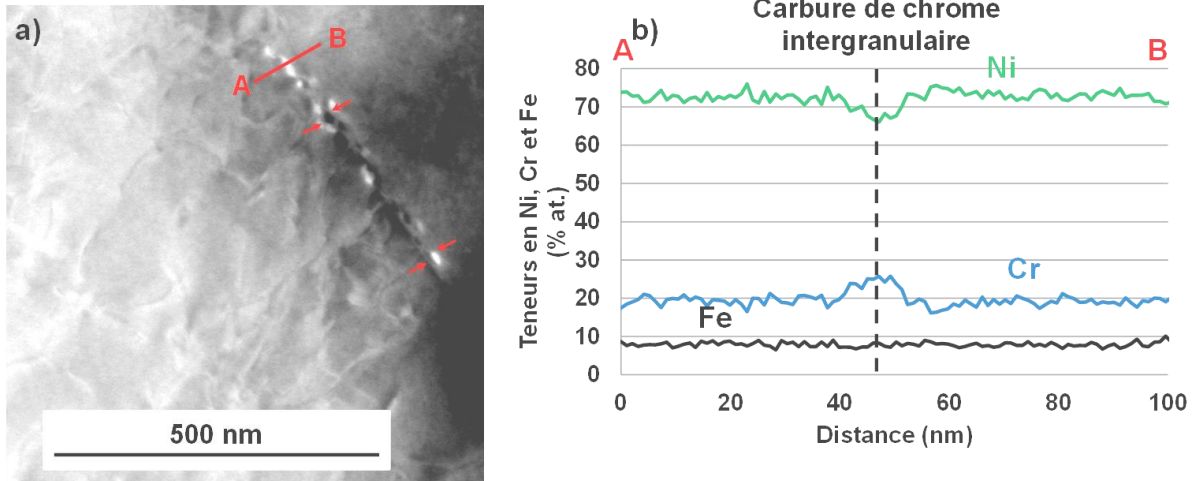 a)
B
A
500 nm
b)
Carbure de chrome
intergranulaire
A
B
Teneurs en Ni, Cr et Fe
(% at.)
80
70
60
50
40
30
20
10
0
Ni
Cr
Fe
0
20
40
60
80
100
Distance (nm)